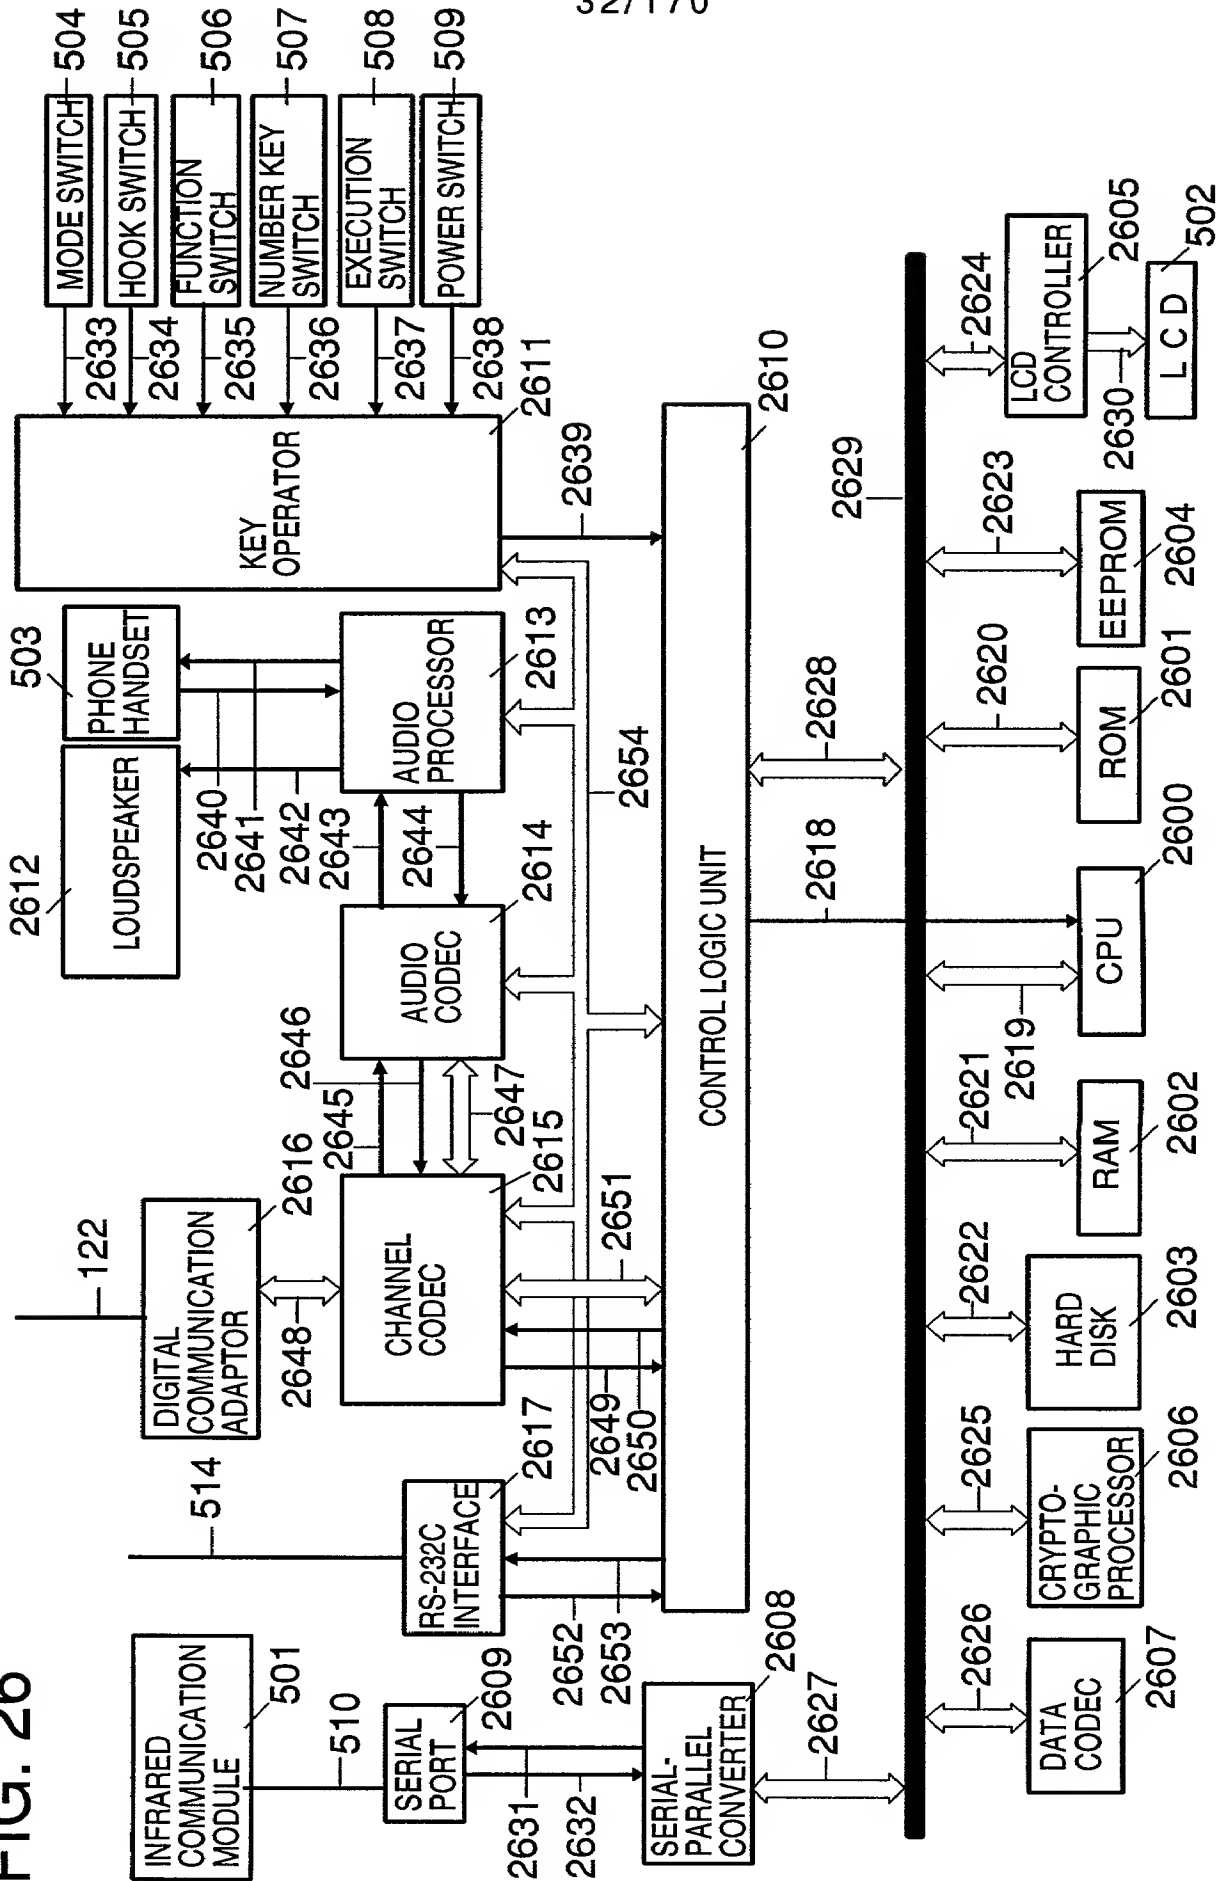 32/170
FIG. 26
MODE SWITCH
504
HOOK SWITCH
505
FUNCTION
SWITCH
506
NUMBER KEY
SWITCH
507
EXECUTION
SWITCH
508
POWER SWITCH
509
2633
2634
2635
2636
2637
2638
KEY
OPERATOR
2611
2639
503
PHONE
HANDSET
2612
LOUDSPEAKER
2640
2641
2642
2643
2644
AUDIO
PROCESSOR
2613
AUDIO
CODEC
2614
2645
2646
2647
CHANNEL
CODEC
2615
122
DIGITAL
COMMUNICATION
ADAPTOR
2616
2648
2649
2650
2651
2654
514
RS-232C
INTERFACE
2617
2652
2653
INFRARED
COMMUNICATION
MODULE
501
510
SERIAL
PORT
2609
2631
2632
SERIAL-
PARALLEL
CONVERTER
2608
2627
CONTROL LOGIC UNIT
2610
2628
2618
2629
2626
DATA
CODEC
2607
2625
CRYPTO-
GRAPHIC
PROCESSOR
2606
2622
HARD
DISK
2603
2621
RAM
2602
2619
CPU
2600
2620
ROM
2601
2623
EEPROM
2604
2624
LCD
CONTROLLER
2605
2630
LCD
502